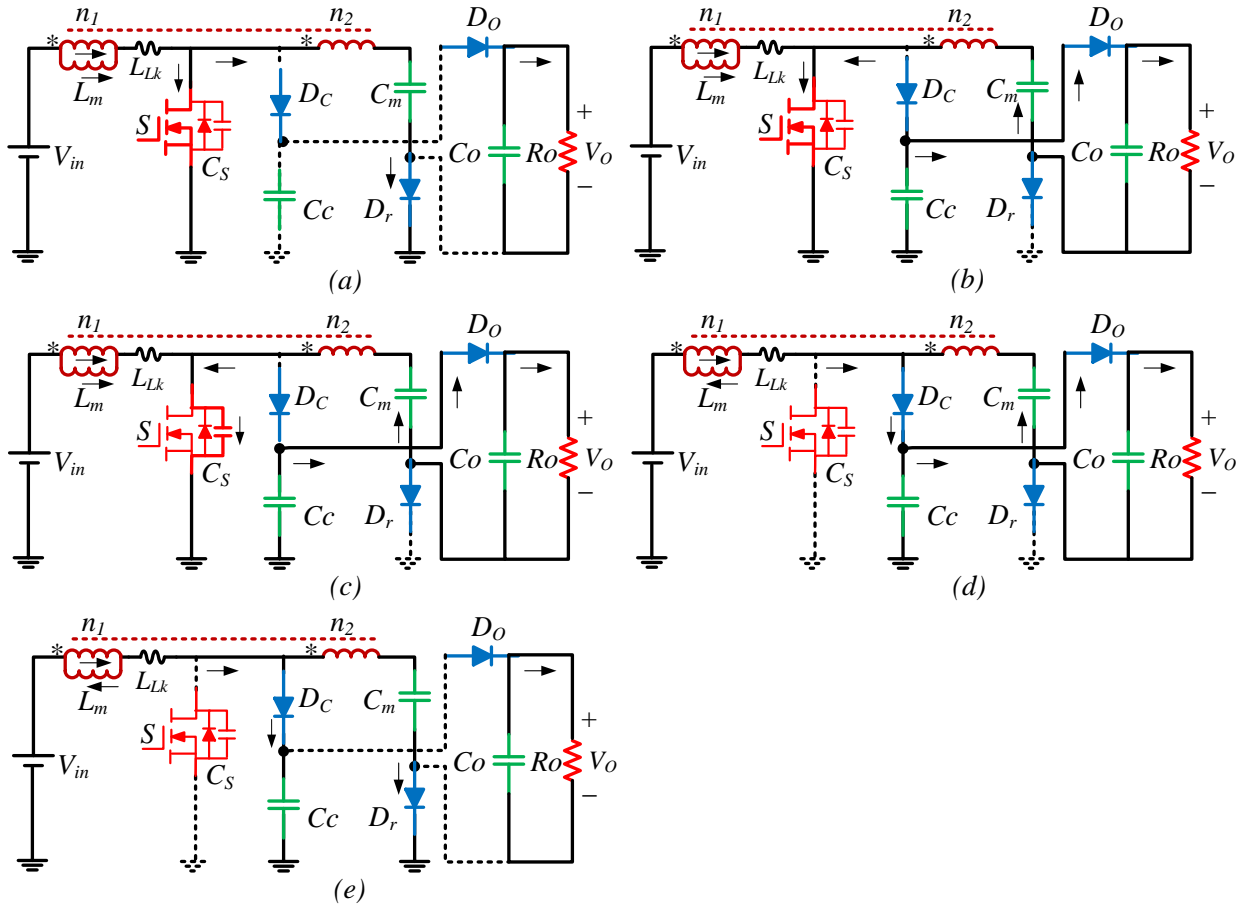 n1 n2 DO
* LLk * Lm
DC Cm +
S CS
Vin Co Ro VO
Cc Dr −
(a)
n1 n2 DO
* LLk * Lm
DC Cm +
S CS
Vin Co Ro VO
Cc Dr −
(b)
n1 n2 DO
* LLk * Lm
DC Cm +
S CS
Vin Co Ro VO
Cc Dr −
(c)
n1 n2 DO
* LLk * Lm
DC Cm +
S CS
Vin Co Ro VO
Cc Dr −
(d)
n1 n2 DO
* LLk * Lm
DC Cm +
S CS
Vin Co Ro VO
Cc Dr −
(e)